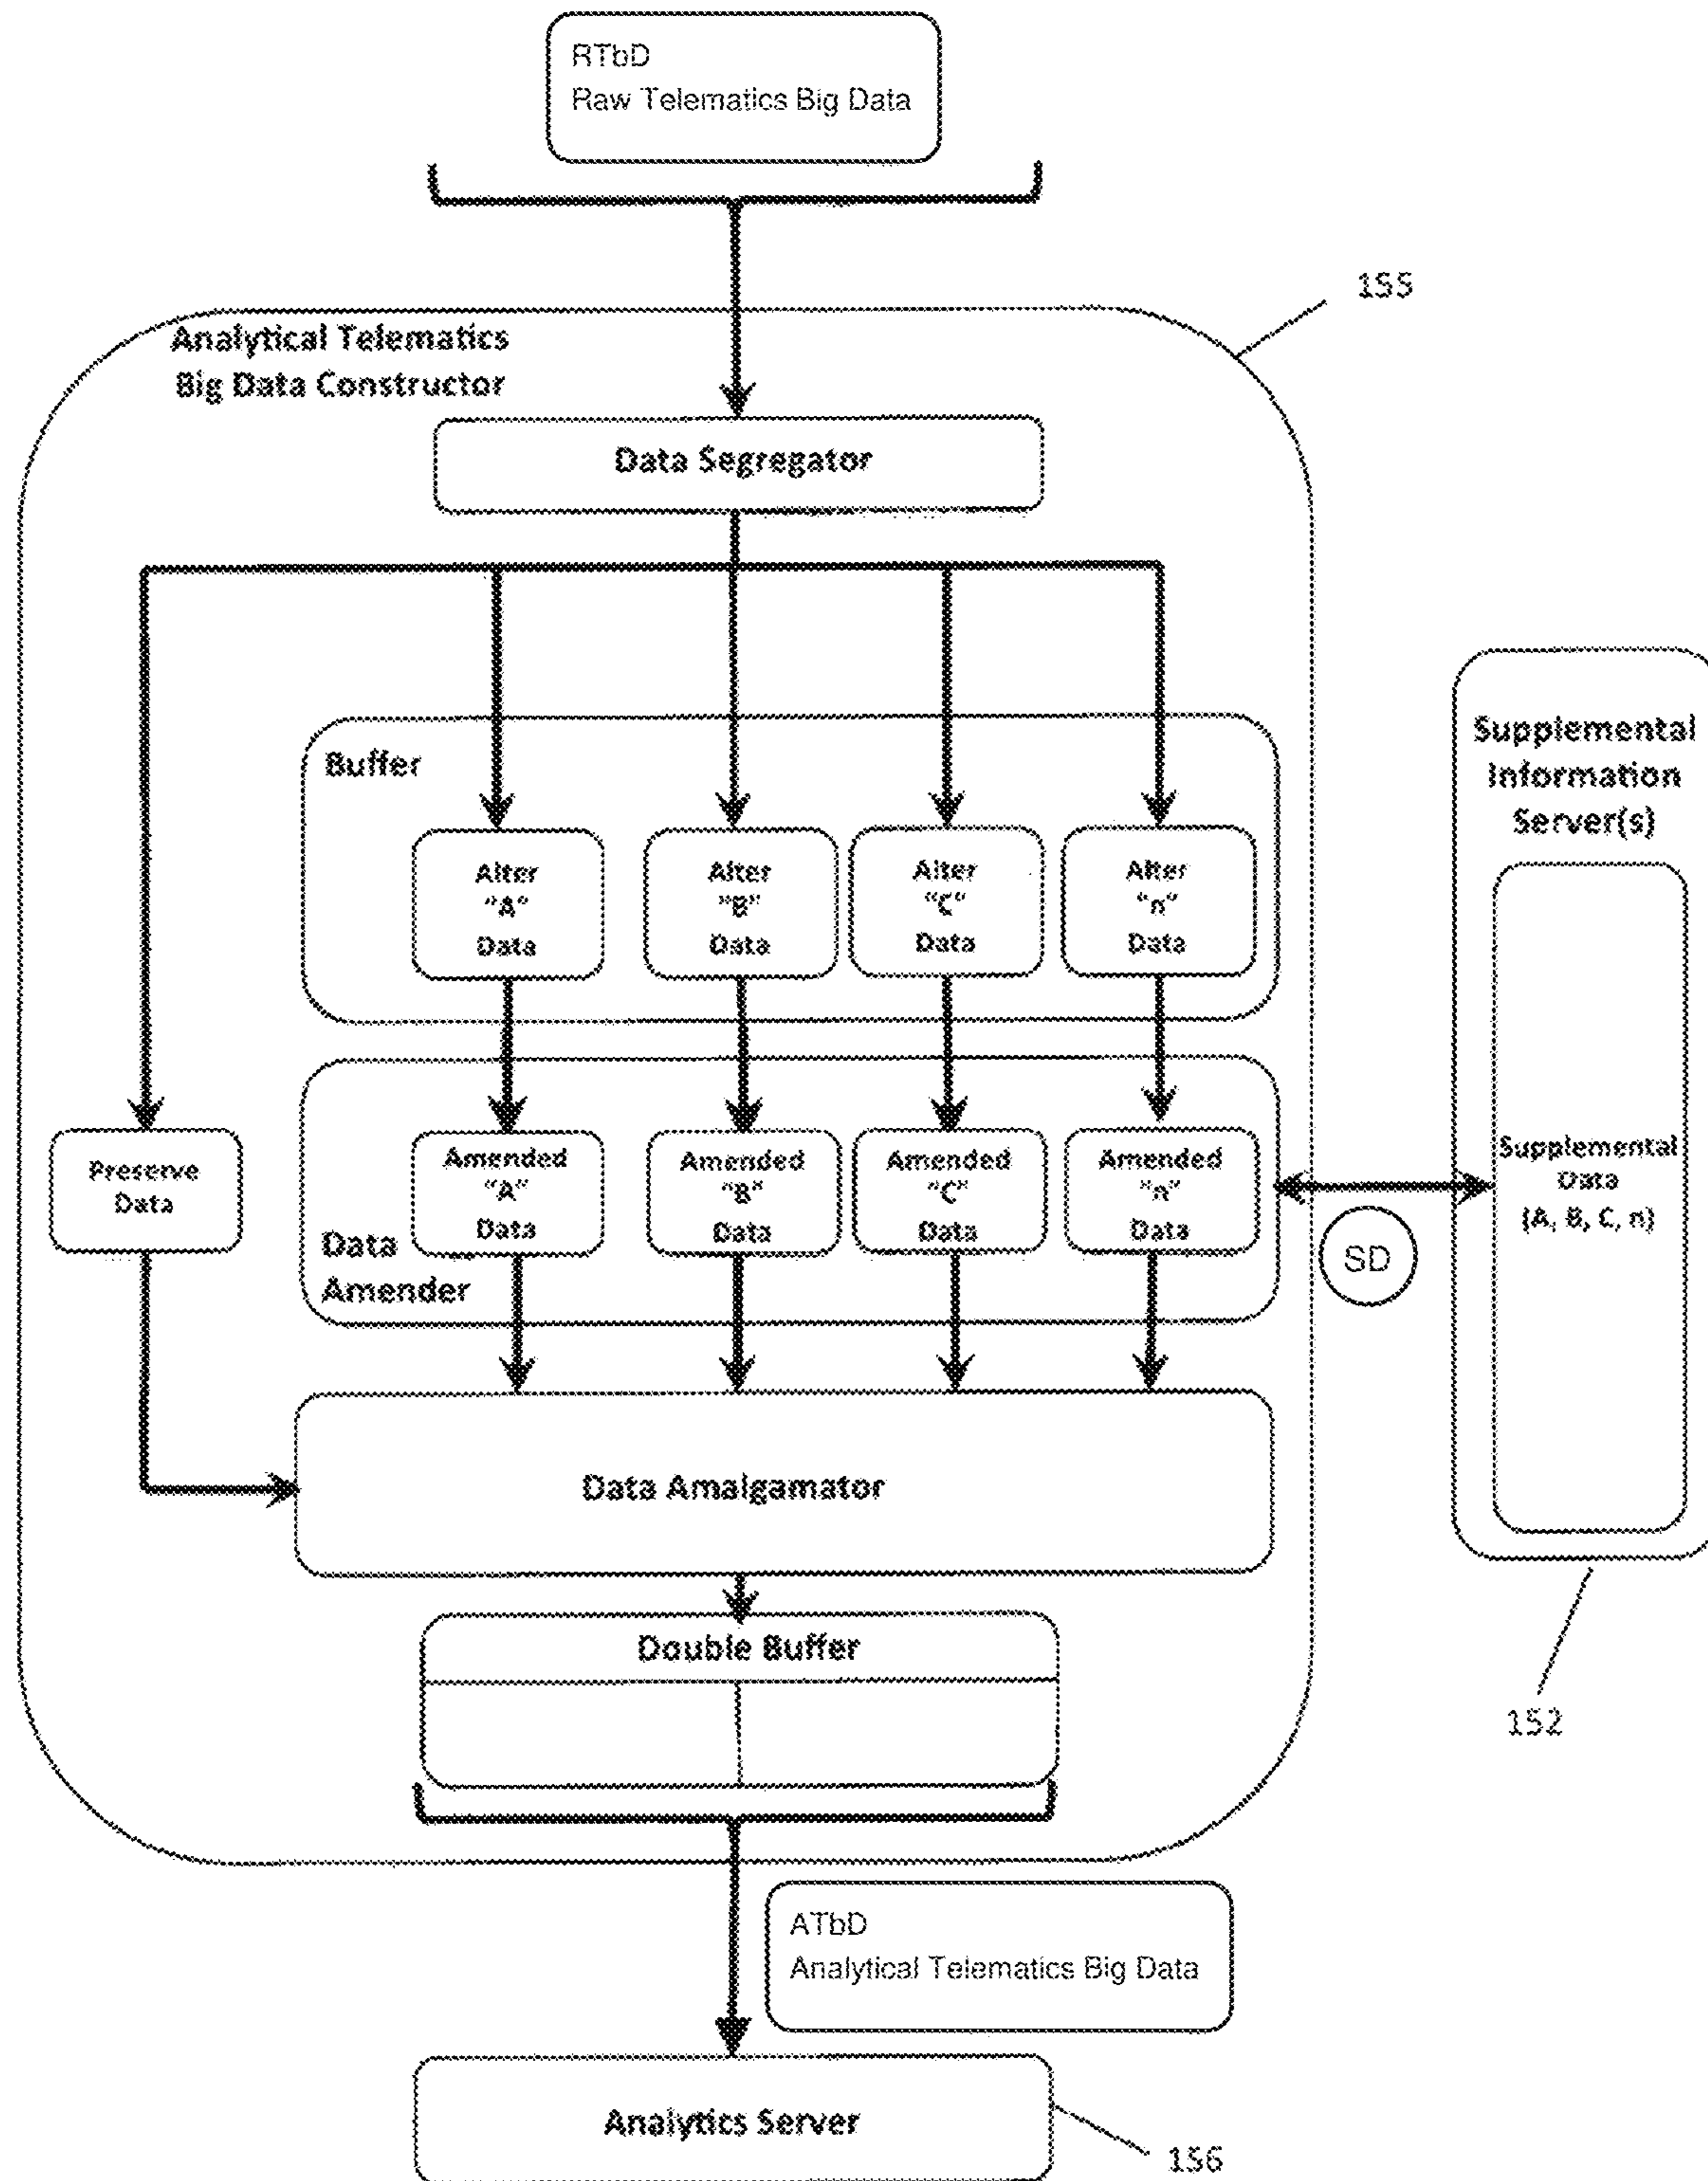 RTbD
Raw Telematics Big Data
155
Analytical Telematics
Big Data Constructor
Data Segregator
Buffer
Alter
"A"
Data
Alter
"B"
Data
Alter
"C"
Data
Alter
"n"
Data
Supplemental
Information
Server(s)
Preserve
Data
Amended
"A"
Data
Amended
"B"
Data
Amended
"C"
Data
Amended
"n"
Data
Data
Amender
SD
Supplemental
Data
(A, B, C, n)
Data Amalgamator
Double Buffer
152
ATbD
Analytical Telematics Big Data
Analytics Server
156